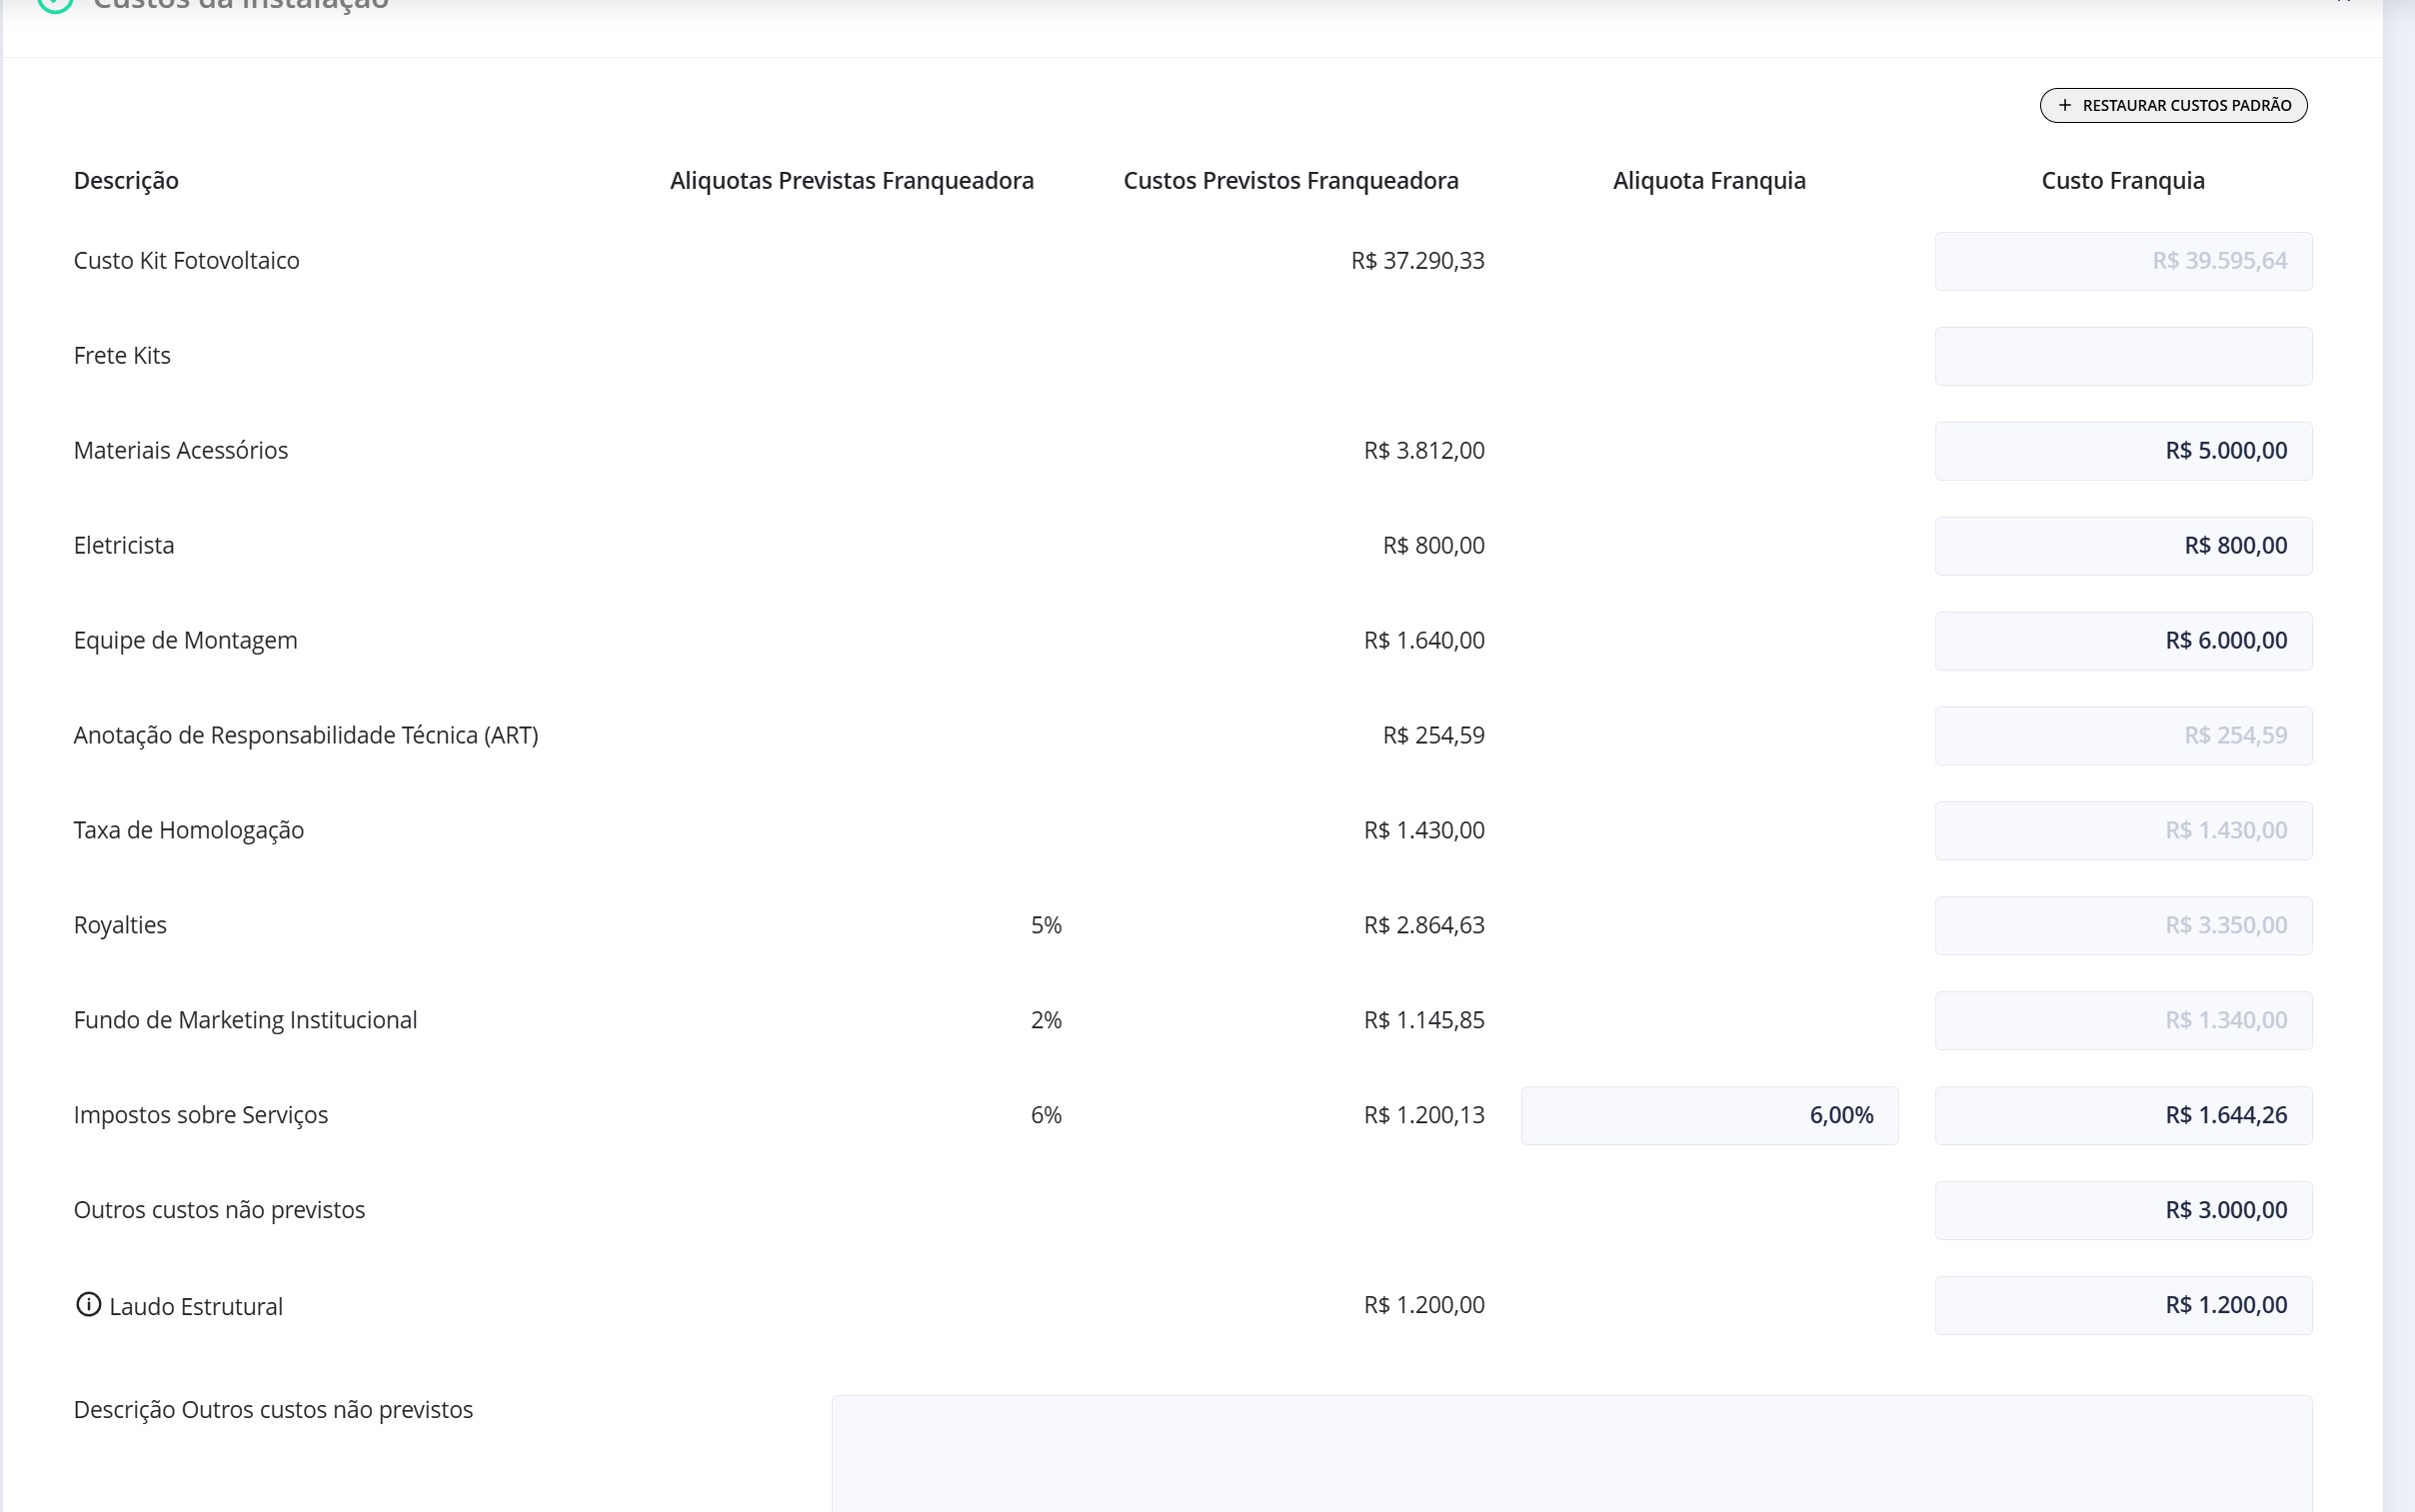 Custos da Instalação
+ RESTAURAR CUSTOS PADRÃO
Descrição Aliquotas Previstas Franqueadora Custos Previstos Franqueadora Aliquota Franquia Custo Franquia
Custo Kit Fotovoltaico R$ 37.290,33 R$ 39.595,64
Frete Kits
Materiais Acessórios R$ 3.812,00 R$ 5.000,00
Eletricista R$ 800,00 R$ 800,00
Equipe de Montagem R$ 1.640,00 R$ 6.000,00
Anotação de Responsabilidade Técnica (ART) R$ 254,59 R$ 254,59
Taxa de Homologação R$ 1.430,00 R$ 1.430,00
Royalties 5% R$ 2.864,63 R$ 3.350,00
Fundo de Marketing Institucional 2% R$ 1.145,85 R$ 1.340,00
Impostos sobre Serviços 6% R$ 1.200,13 6,00% R$ 1.644,26
Outros custos não previstos R$ 3.000,00
Laudo Estrutural R$ 1.200,00 R$ 1.200,00
Descrição Outros custos não previstos